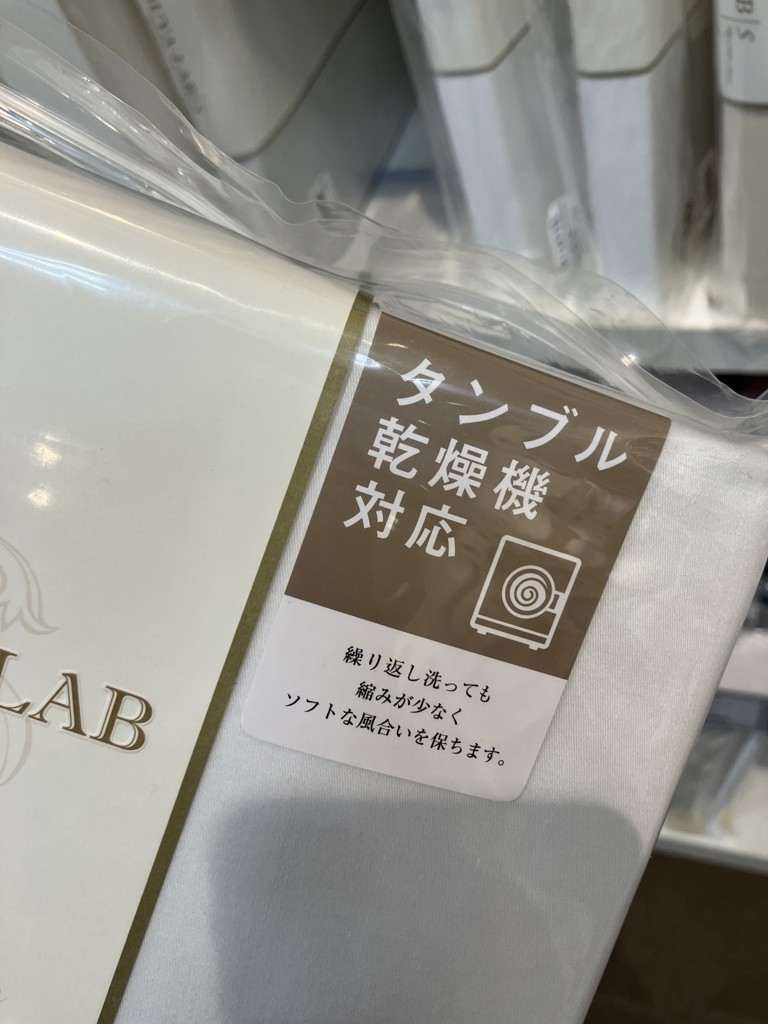 タンブル
乾燥機
対応
繰り返し洗っても
縮みが少なく
ソフトな風合いを保ちます。
LAB